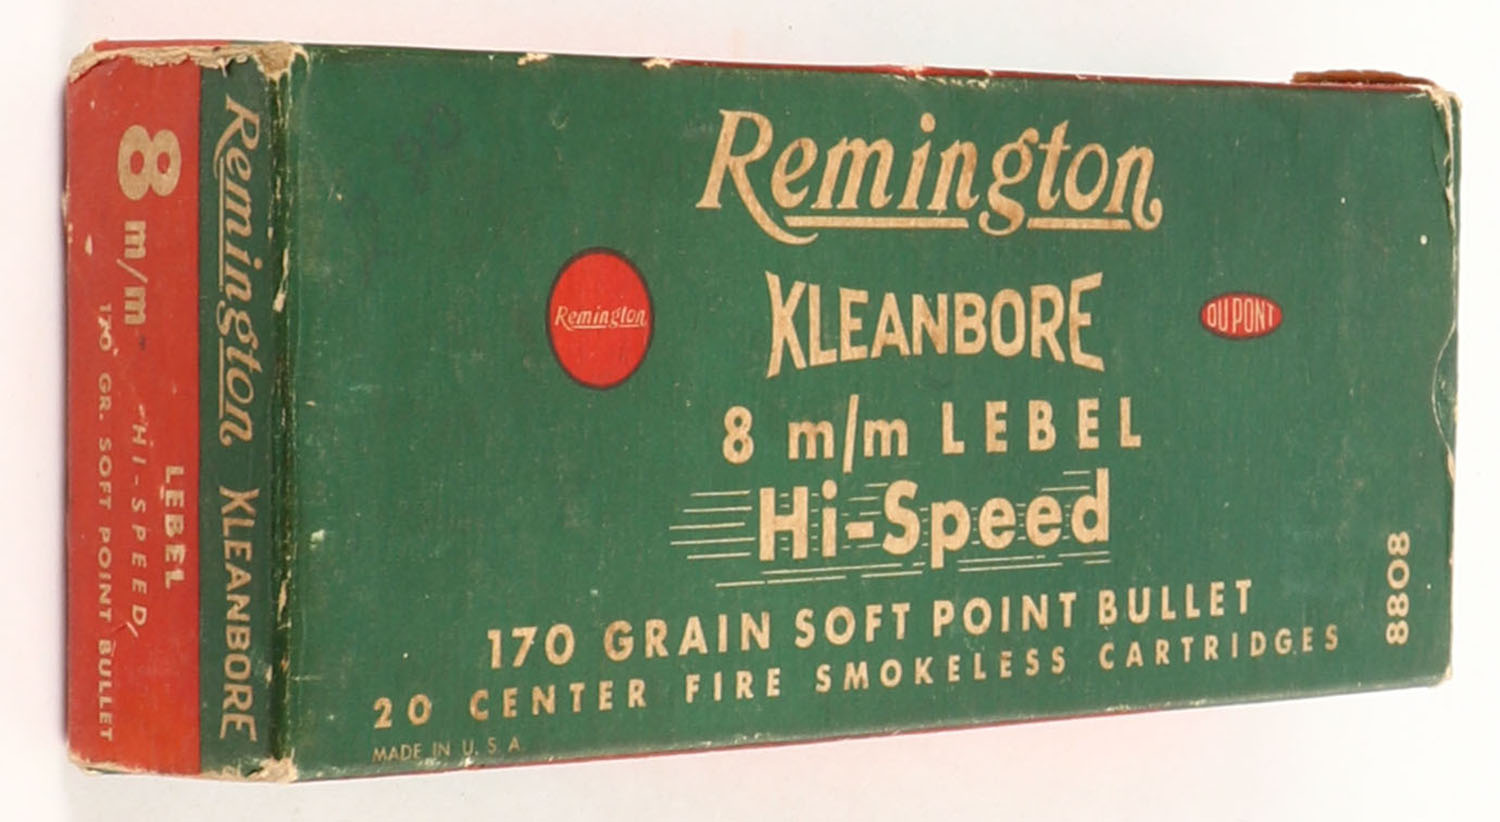 8 m/m
LEBEL
"HI-SPEED,
170 GR. SOFT POINT BULLET
Remington KLEANBORE
Remington
Remington
KLEANBORE
DU PONT
8 m/m LEBEL
Hi-Speed
170 GRAIN SOFT POINT BULLET
20 CENTER FIRE SMOKELESS CARTRIDGES
MADE IN U.S.A
8808